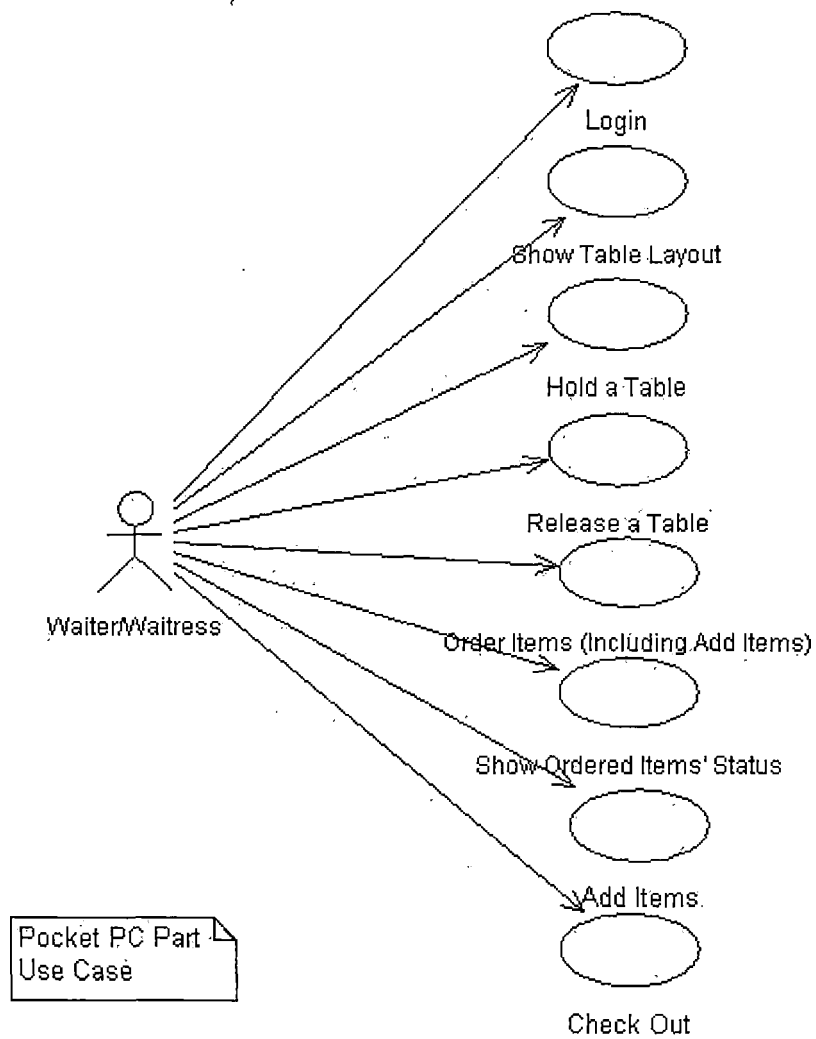 Login
Show Table Layout
Hold a Table
Release a Table
Waiter/Waitress
Order Items (Including Add Items)
Show Ordered Items' Status
Add Items
Pocket PC Part
Use Case
Check Out